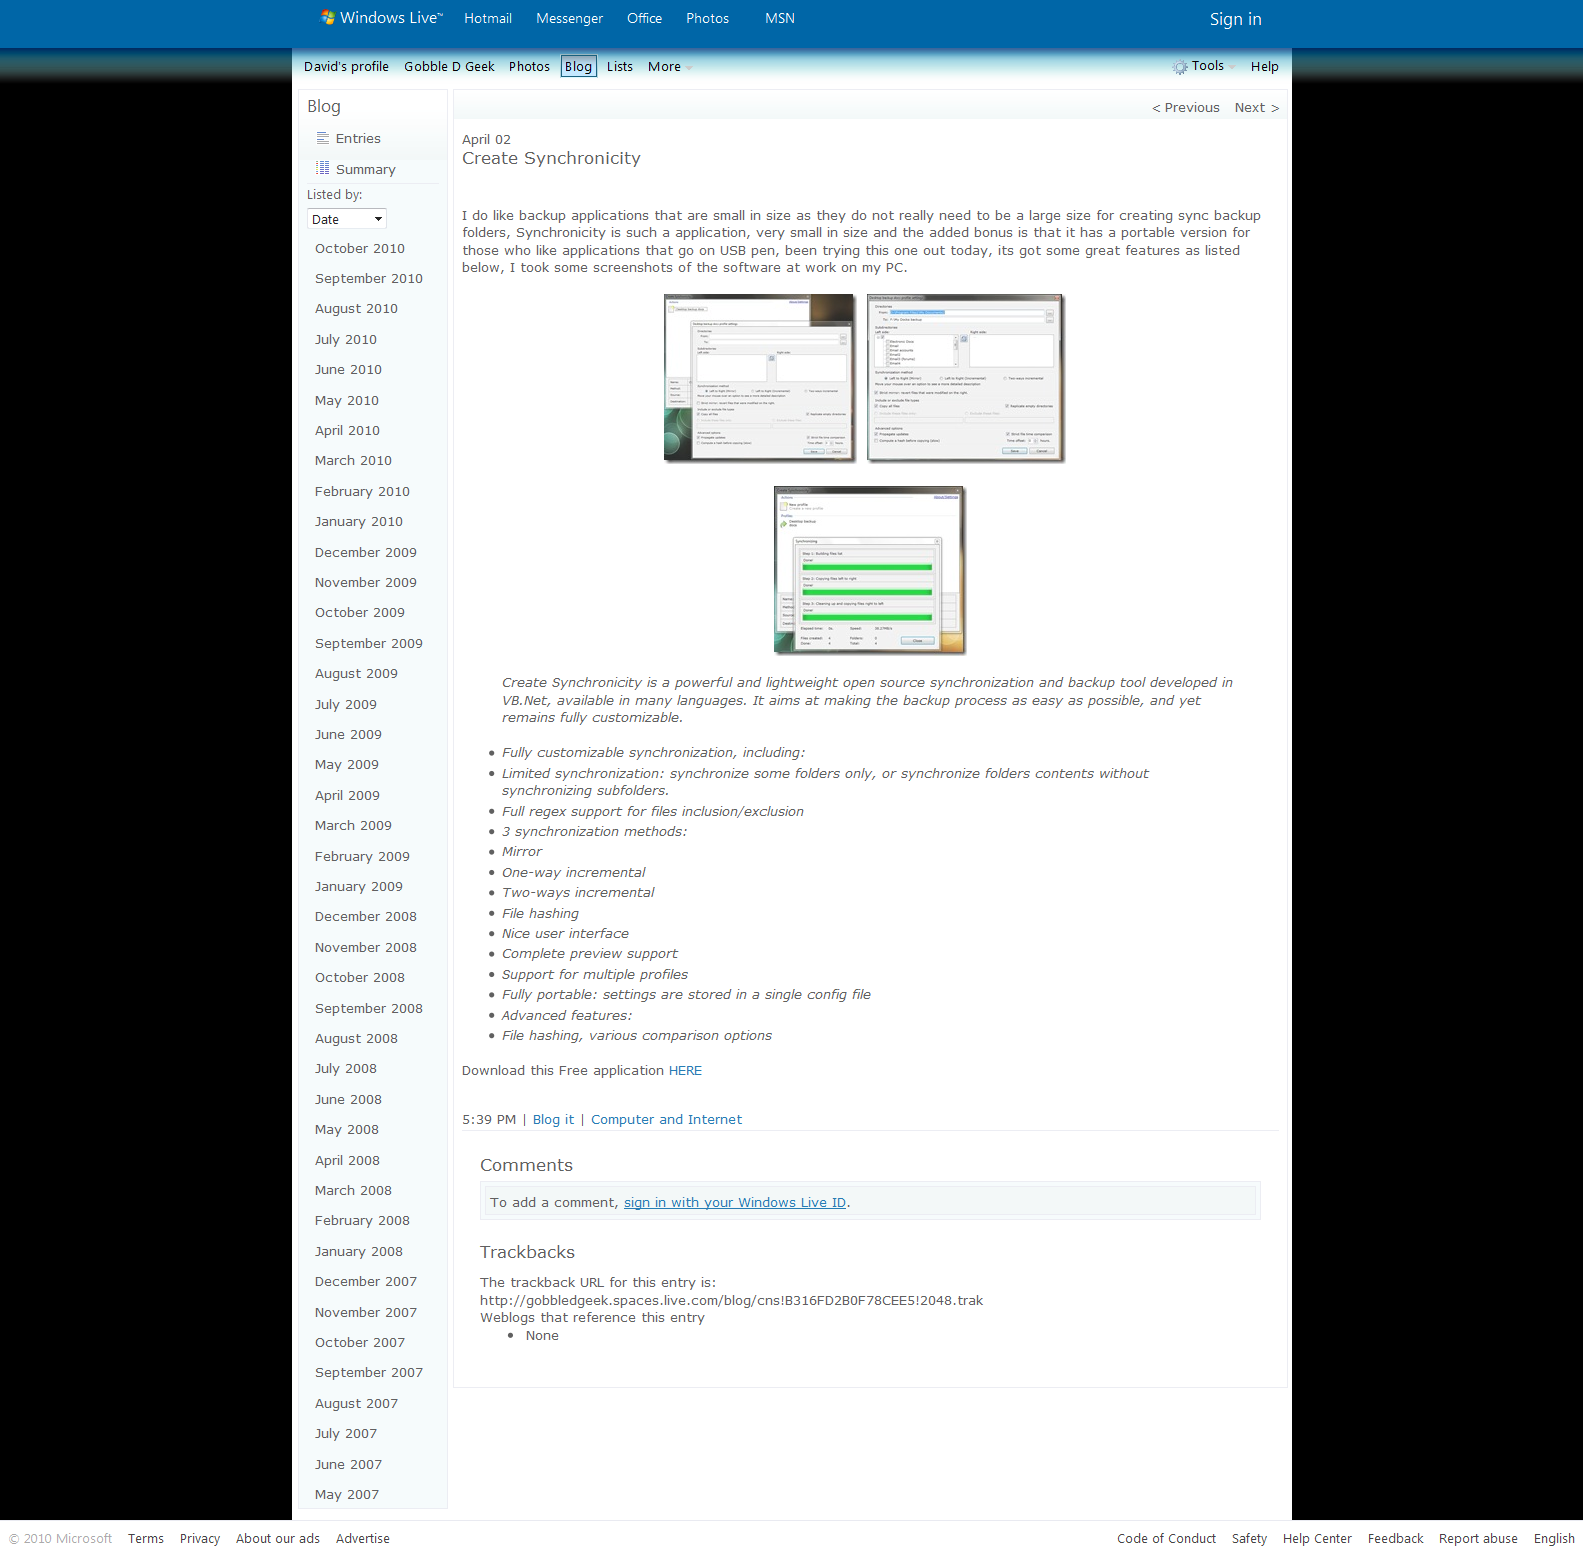 Windows Live™ Hotmail Messenger Office Photos MSN Sign in
David's profile Gobble D Geek Photos Blog Lists More Tools Help
Blog
Entries
Summary
Listed by:
Date
October 2010
September 2010
August 2010
July 2010
June 2010
May 2010
April 2010
March 2010
February 2010
January 2010
December 2009
November 2009
October 2009
September 2009
August 2009
July 2009
June 2009
May 2009
April 2009
March 2009
February 2009
January 2009
December 2008
November 2008
October 2008
September 2008
August 2008
July 2008
June 2008
May 2008
April 2008
March 2008
February 2008
January 2008
December 2007
November 2007
October 2007
September 2007
August 2007
July 2007
June 2007
May 2007
< Previous Next >
April 02
Create Synchronicity
I do like backup applications that are small in size as they do not really need to be a large size for creating sync backup
folders, Synchronicity is such a application, very small in size and the added bonus is that it has a portable version for
those who like applications that go on USB pen, been trying this one out today, its got some great features as listed
below, I took some screenshots of the software at work on my PC.
Create Synchronicity is a powerful and lightweight open source synchronization and backup tool developed in
VB.Net, available in many languages. It aims at making the backup process as easy as possible, and yet
remains fully customizable.
• Fully customizable synchronization, including:
• Limited synchronization: synchronize some folders only, or synchronize folders contents without
synchronizing subfolders.
• Full regex support for files inclusion/exclusion
• 3 synchronization methods:
• Mirror
• One-way incremental
• Two-ways incremental
• File hashing
• Nice user interface
• Complete preview support
• Support for multiple profiles
• Fully portable: settings are stored in a single config file
• Advanced features:
• File hashing, various comparison options
Download this Free application HERE
5:39 PM | Blog it | Computer and Internet
Comments
To add a comment, sign in with your Windows Live ID.
Trackbacks
The trackback URL for this entry is:
http://gobbledgeek.spaces.live.com/blog/cns!B316FD2B0F78CEE5!2048.trak
Weblogs that reference this entry
• None
© 2010 Microsoft Terms Privacy About our ads Advertise Code of Conduct Safety Help Center Feedback Report abuse English